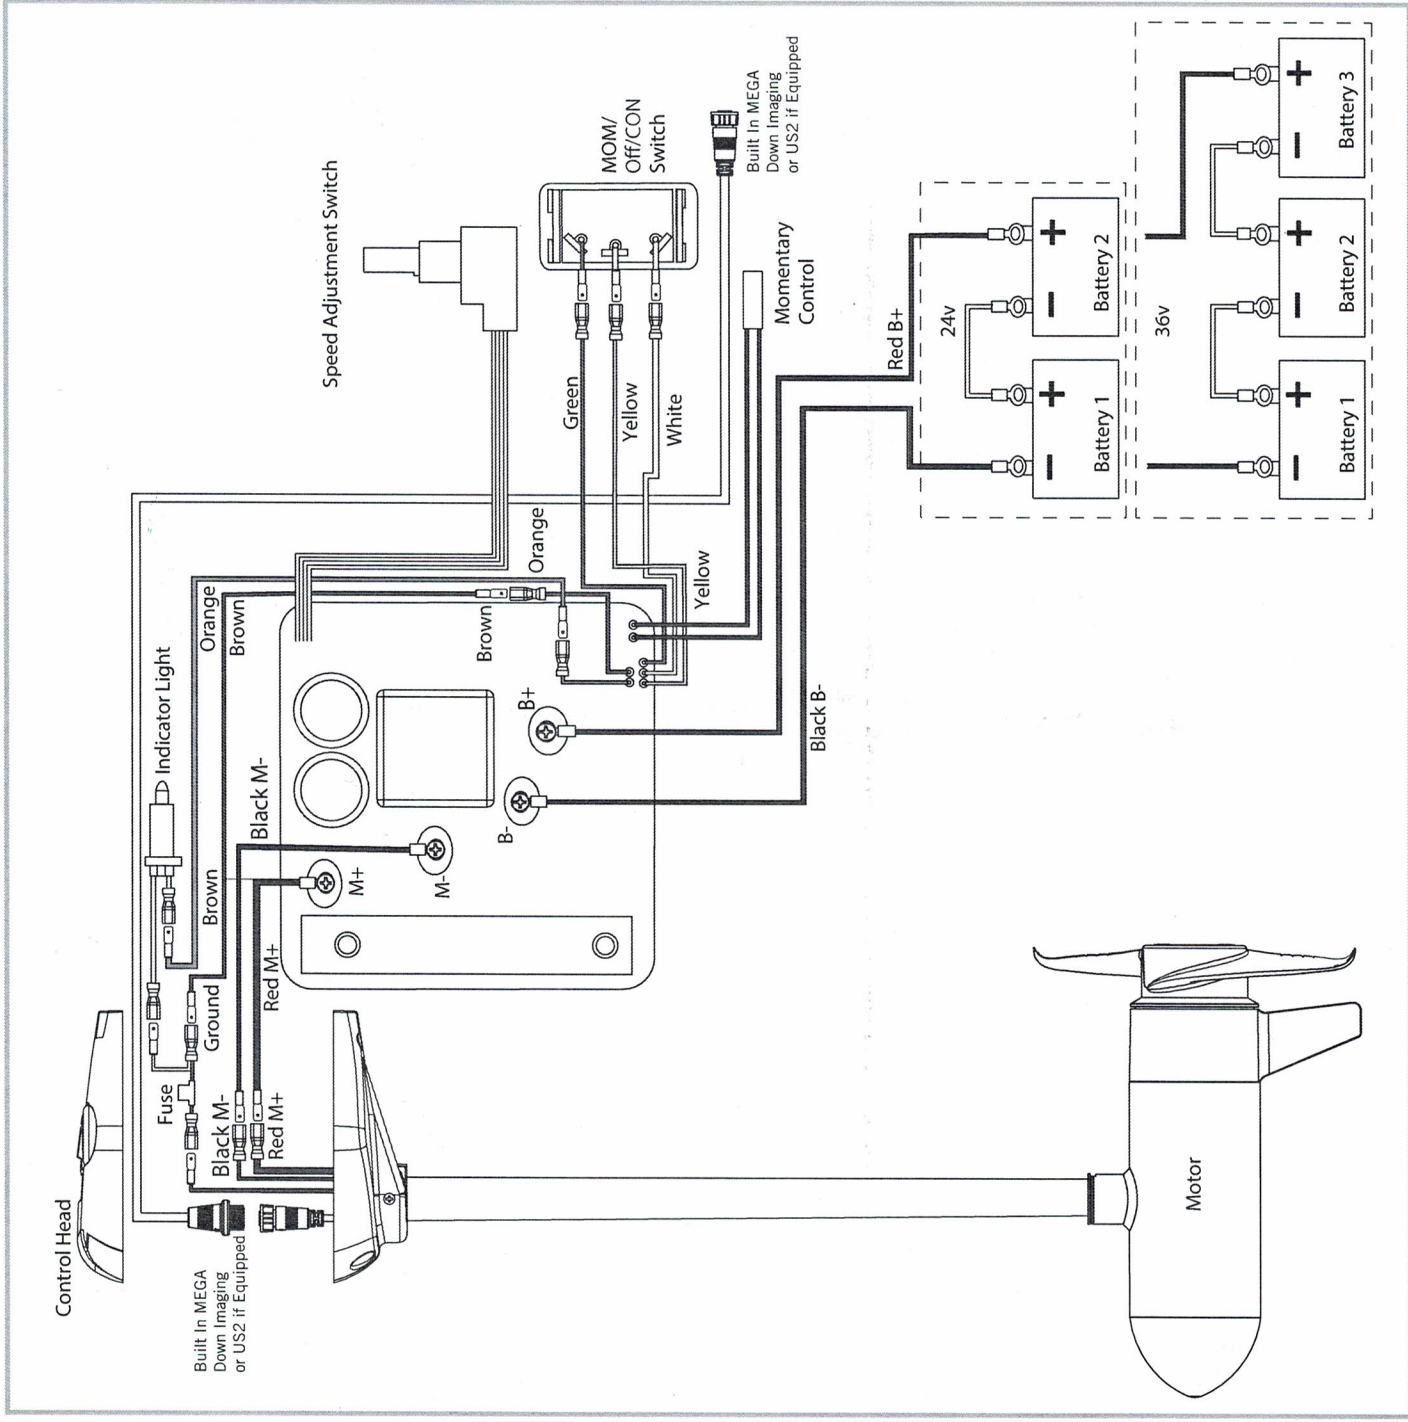 Control Head
Built In MEGA
Down Imaging
or US2 if Equipped
Fuse
Ground
Black M-
Red M+
Indicator Light
Brown
Orange
Brown
Red M+
Black M-
M+
M-
B-
B+
Brown
Orange
Speed Adjustment Switch
Green
Yellow
White
Yellow
MOM/
Off/CON
Switch
Built In MEGA
Down Imaging
or US2 if Equipped
Momentary
Control
Black B-
Red B+
24v
Battery 1
- +
Battery 2
- +
36v
Battery 1
- +
Battery 2
- +
Battery 3
- +
Motor